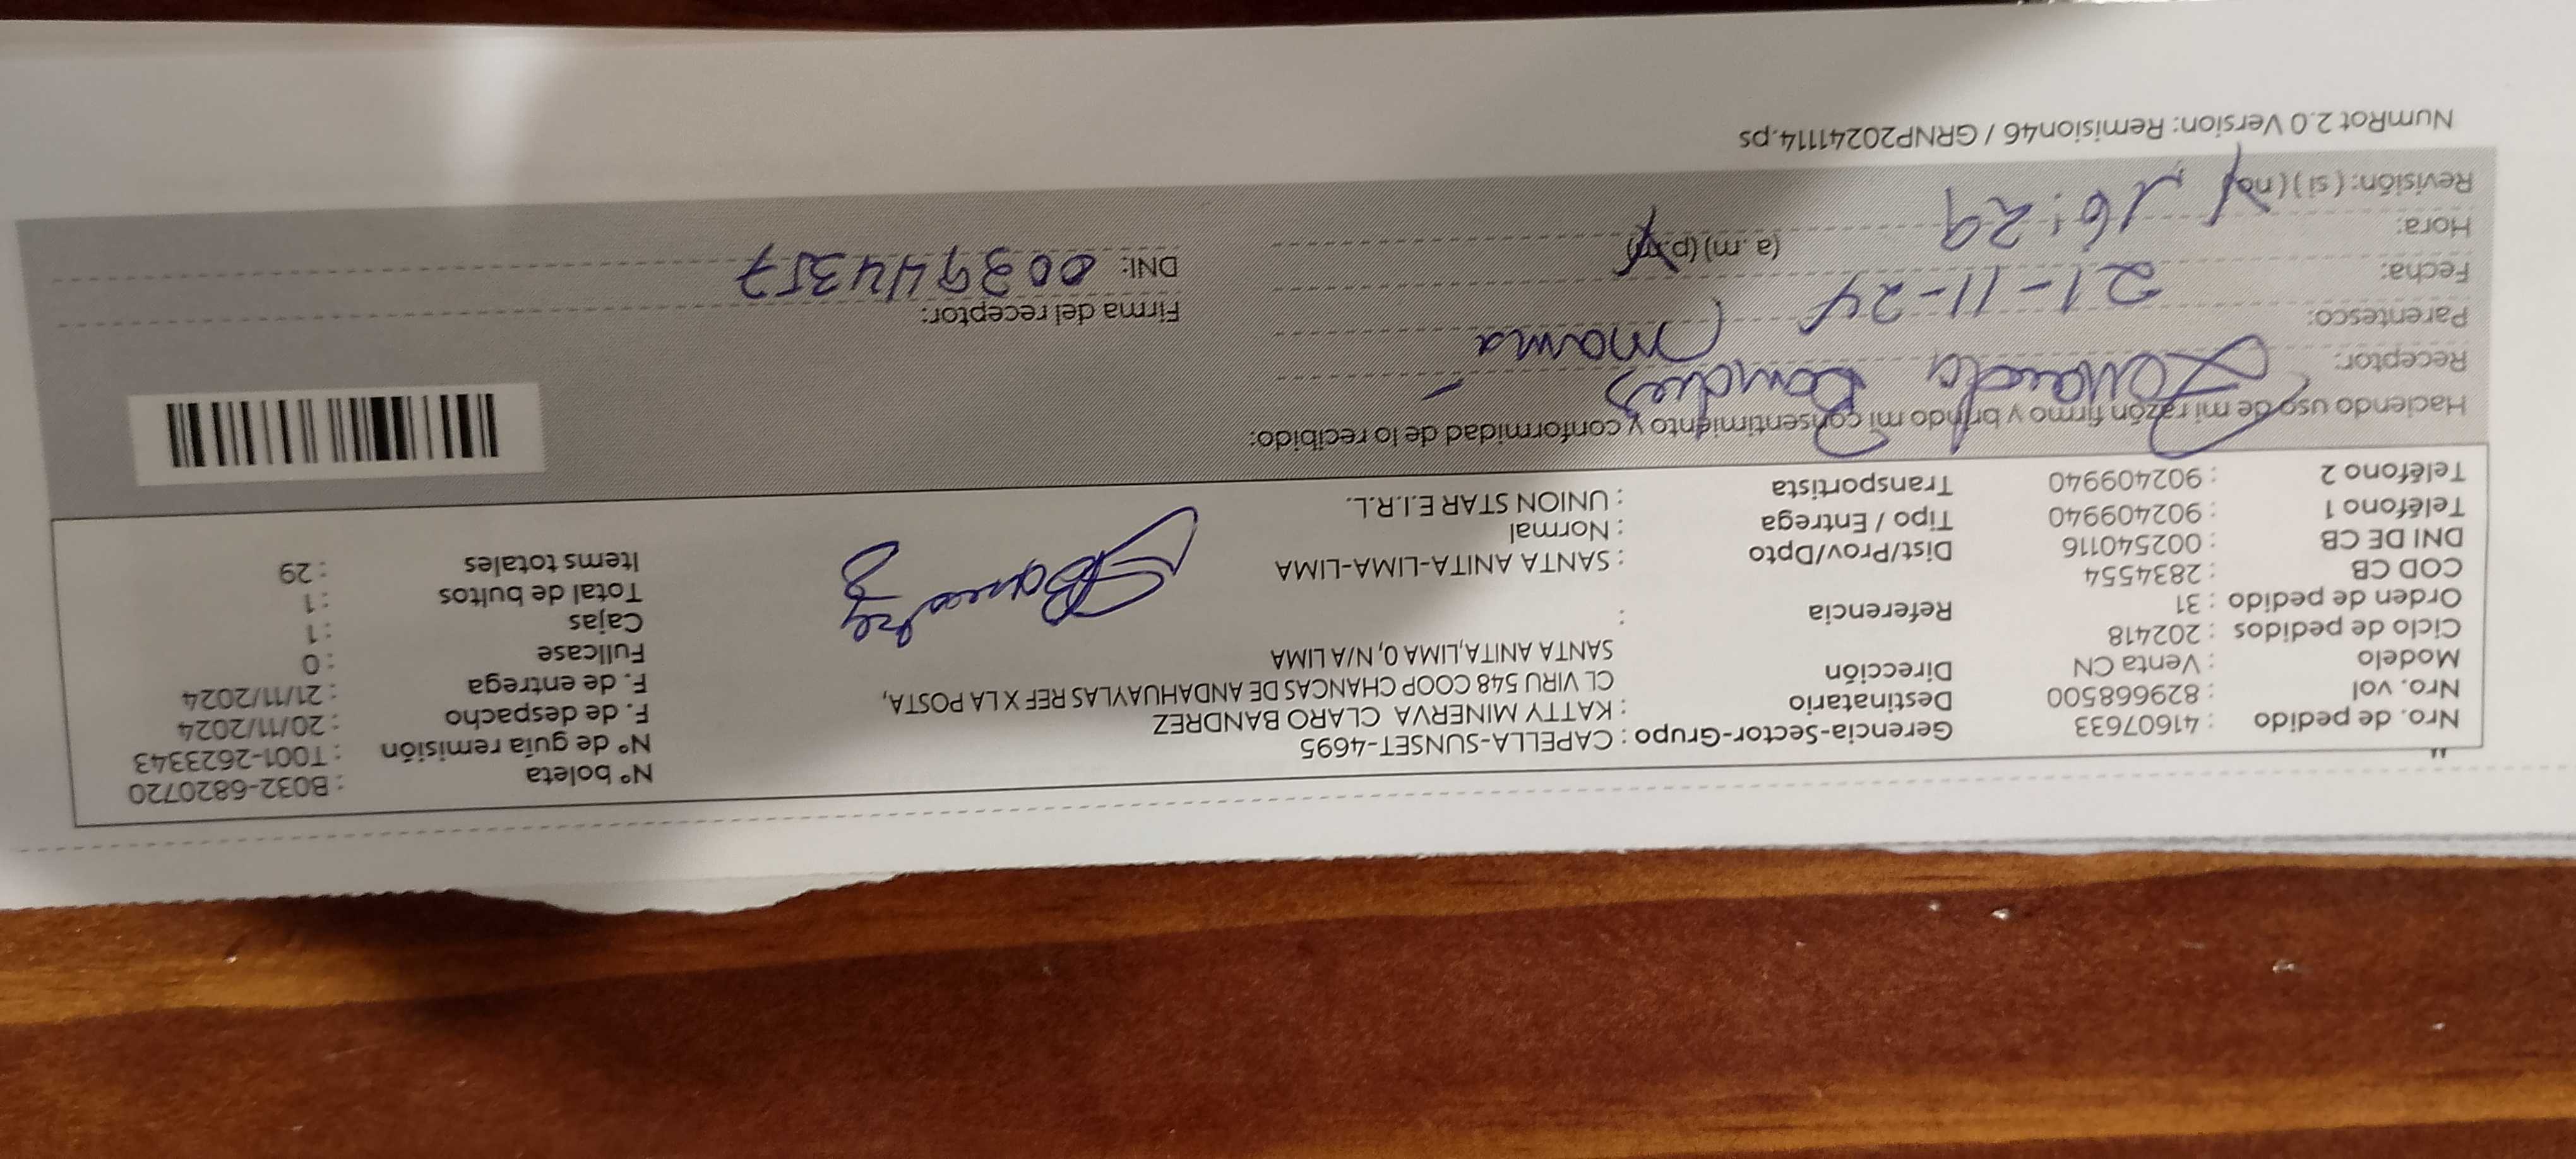 Nro. de pedido : 41607633 Gerencia-Sector-Grupo : CAPELLA-SUNSET-4695 N° boleta : B032-6820720
Nro. vol : 829668500 Destinatario : KATTY MINERVA CLARO BANDREZ N° de guía remisión : T001-2623343
Modelo : Venta CN Dirección CL VIRU 548 COOP CHANCAS DE ANDAHUAYLAS REF X LA POSTA, F. de despacho : 20/11/2024
Ciclo de pedidos : 202418 SANTA ANITA,LIMA 0, N/A LIMA F. de entrega : 21/11/2024
Orden de pedido : 31 Referencia : Fullcase : 0
COD CB : 2834554 Cajas : 1
DNI DE CB : 002540116 Dist/Prov/Dpto : SANTA ANITA-LIMA-LIMA Total de bultos : 1
Teléfono 1 : 902409940 Tipo / Entrega : Normal Items totales : 29
Teléfono 2 : 902409940 Transportista : UNION STAR E.I.R.L.
Haciendo uso de mi razón firmo y brindo mi consentimiento y conformidad de lo recibido:
Receptor:
Parentesco: mamá Firma del receptor:
Fecha: 21-11-24 DNI: 003944357
Hora: 16:29 (a.m) (p.m)
Revisión: (si) (no)
NumRot 2.0 Version: Remision46 / GRNP20241114.ps